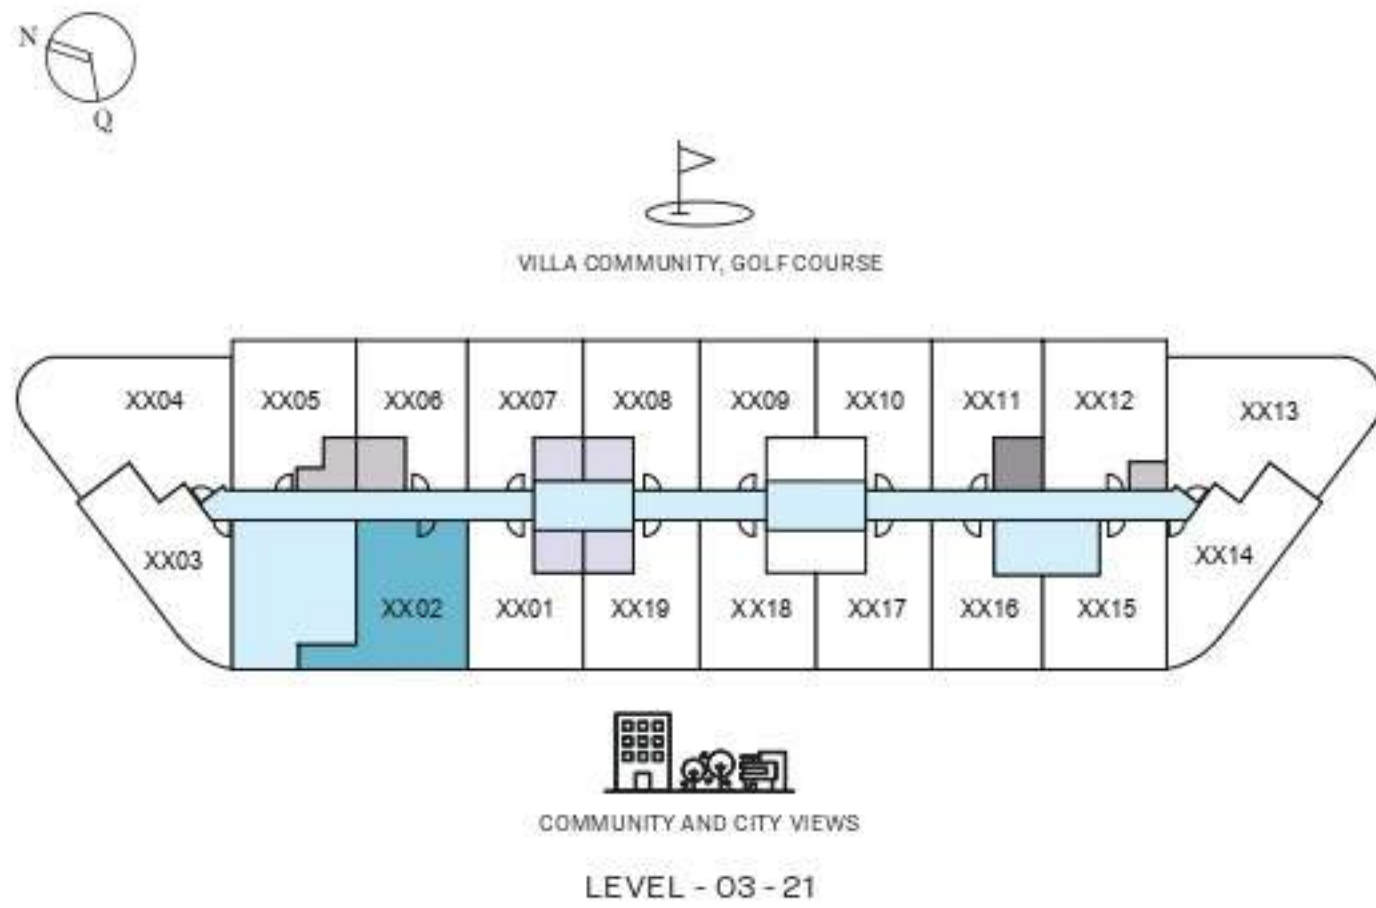 N
Q
VILLA COMMUNITY, GOLF COURSE
XX04 XX05 XX06 XX07 XX08 XX09 XX10 XX11 XX12 XX13
XX03 XX02 XX01 XX19 XX18 XX17 XX16 XX15 XX14
COMMUNITY AND CITY VIEWS
LEVEL - 03 - 21